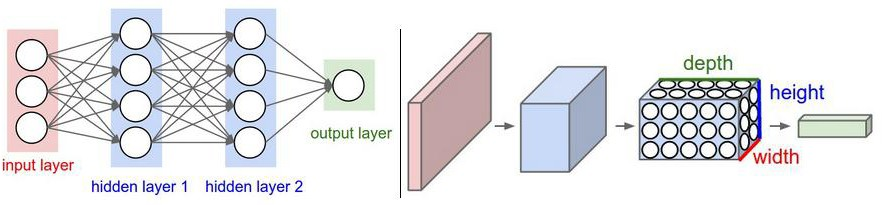 input layer
hidden layer 1
hidden layer 2
output layer
depth
height
width